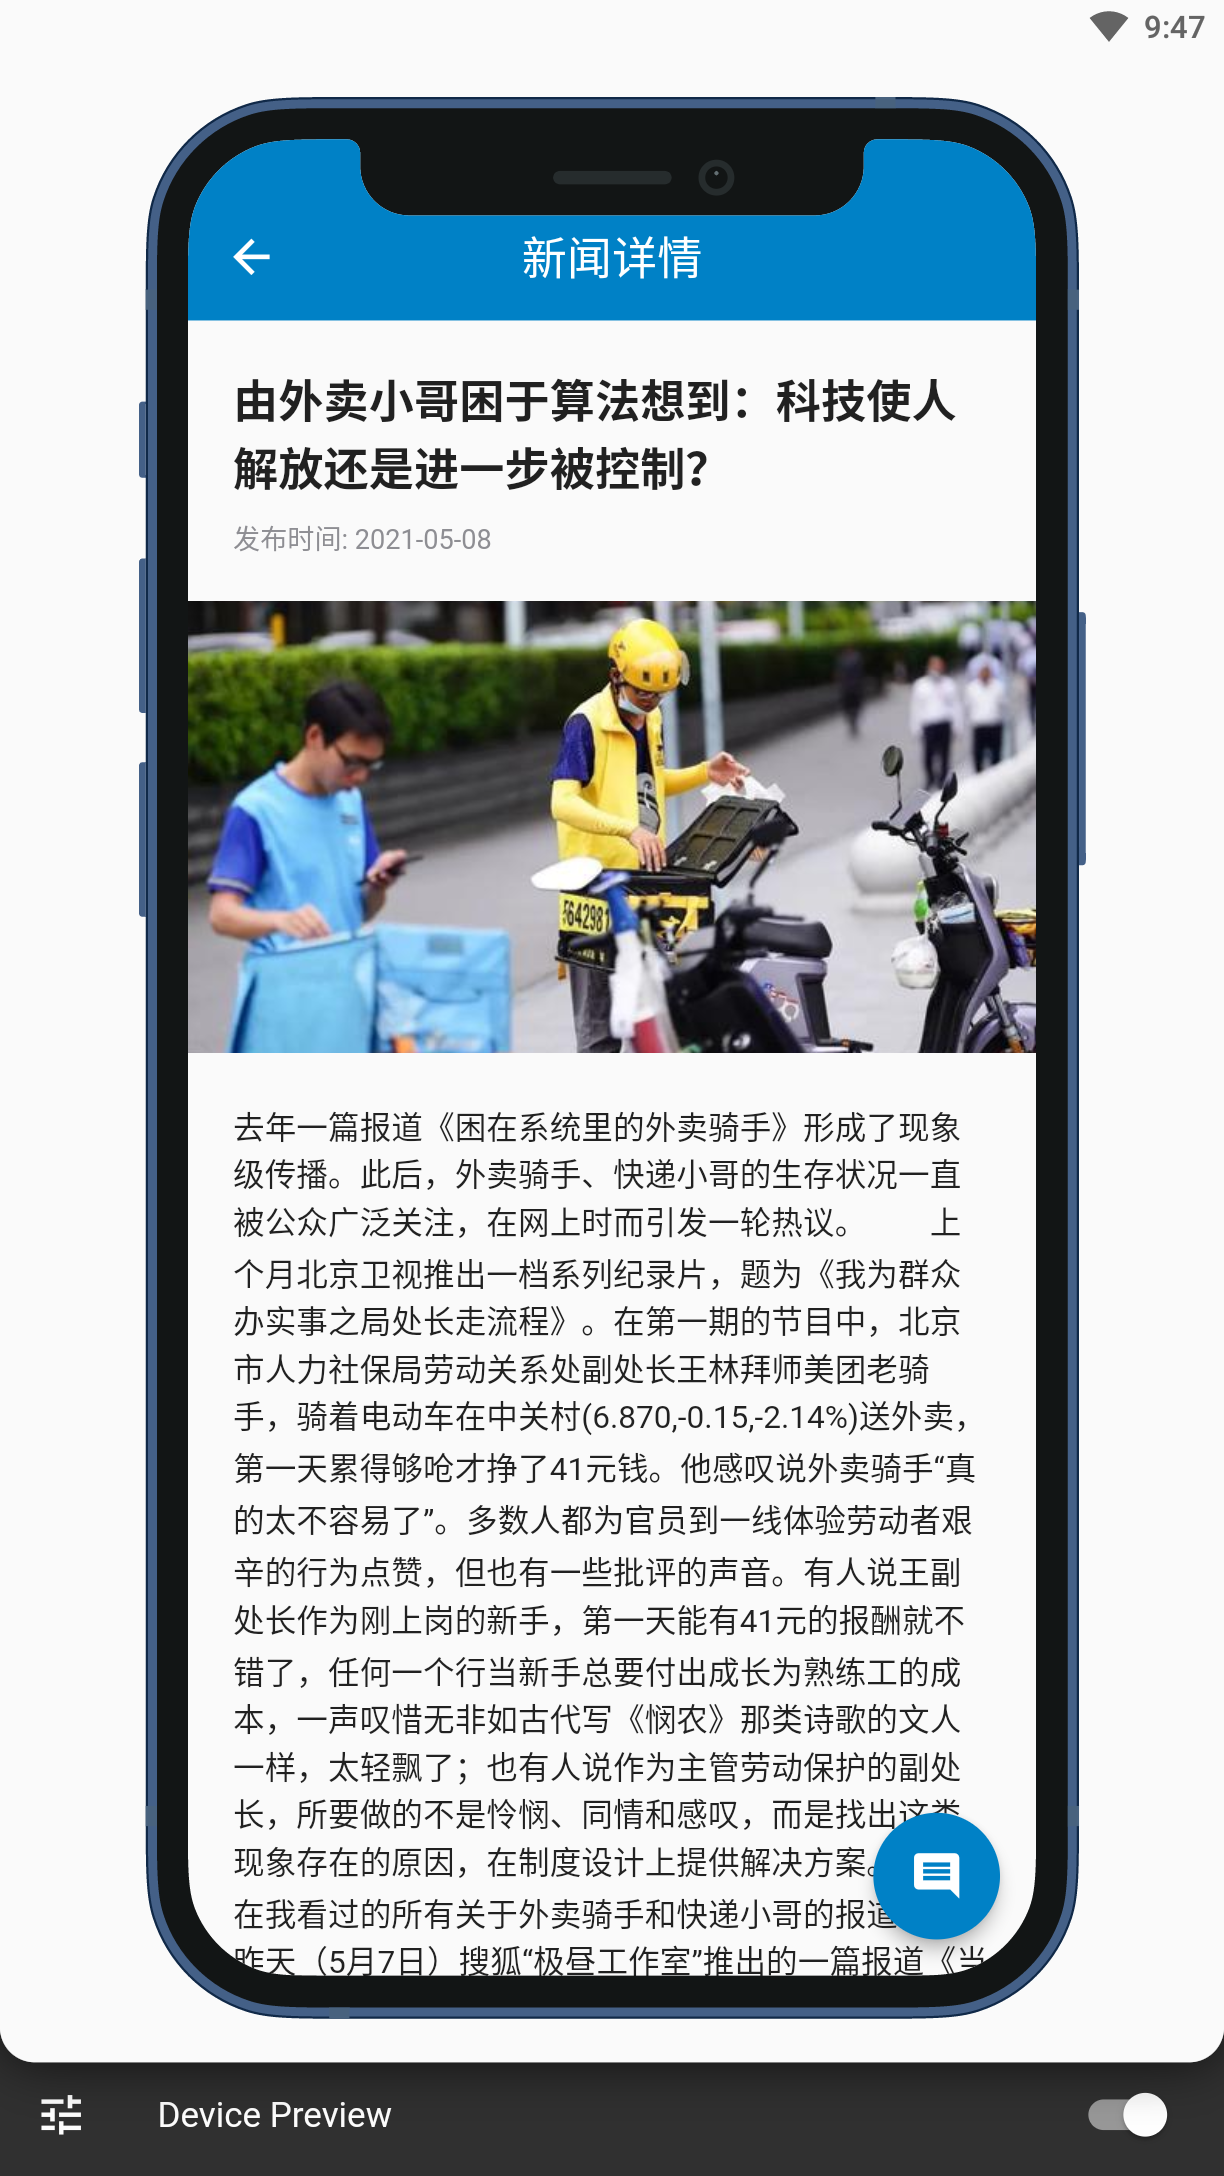 9:47
新闻详情
由外卖小哥困于算法想到：科技使人
解放还是进一步被控制？
发布时间: 2021-05-08
642981
去年一篇报道《困在系统里的外卖骑手》形成了现象
级传播。此后，外卖骑手、快递小哥的生存状况一直
被公众广泛关注，在网上时而引发一轮热议。　　上
个月北京卫视推出一档系列纪录片，题为《我为群众
办实事之局处长走流程》。在第一期的节目中，北京
市人力社保局劳动关系处副处长王林拜师美团老骑
手，骑着电动车在中关村(6.870,-0.15,-2.14%)送外卖，
第一天累得够呛才挣了41元钱。他感叹说外卖骑手“真
的太不容易了”。多数人都为官员到一线体验劳动者艰
辛的行为点赞，但也有一些批评的声音。有人说王副
处长作为刚上岗的新手，第一天能有41元的报酬就不
错了，任何一个行当新手总要付出成长为熟练工的成
本，一声叹惜无非如古代写《悯农》那类诗歌的文人
一样，太轻飘了；也有人说作为主管劳动保护的副处
长，所要做的不是怜悯、同情和感叹，而是找出这类
现象存在的原因，在制度设计上提供解决方案。
在我看过的所有关于外卖骑手和快递小哥的报道
昨天（5月7日）搜狐“极昼工作室”推出的一篇报道《当
Device Preview